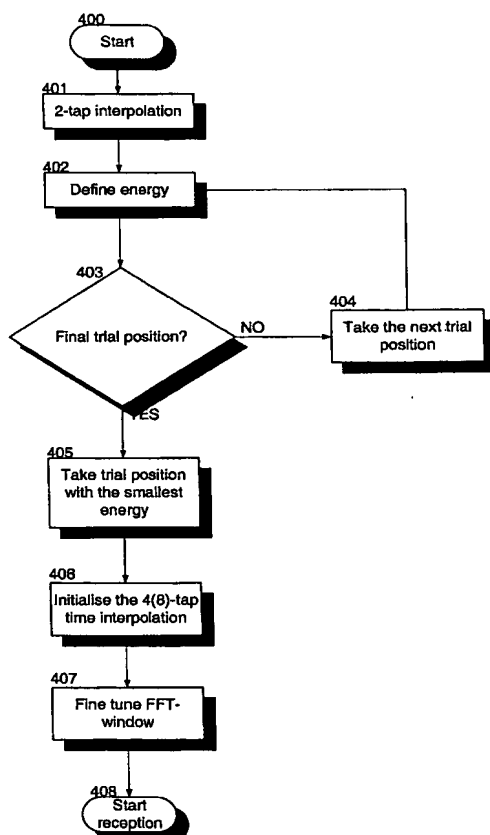 400
Start
401
2-tap interpolation
402
Define energy
403
Final trial position?
NO
404
Take the next trial
position
YES
405
Take trial position
with the smallest
energy
406
Initialise the 4(8)-tap
time interpolation
407
Fine tune FFT-
window
408
Start
reception